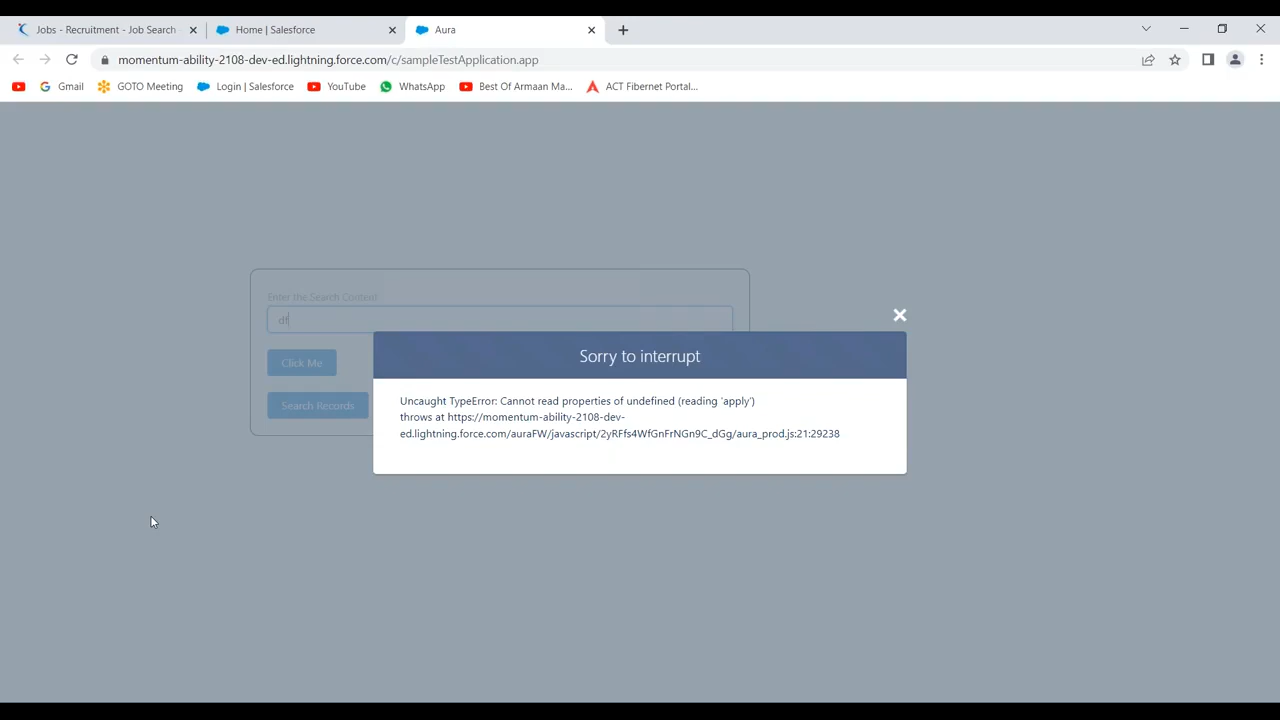 Jobs - Recruitment - Job Search
Home | Salesforce
Aura
momentum-ability-2108-dev-ed.lightning.force.com/c/sampleTestApplication.app
Gmail
GOTO Meeting
Login | Salesforce
YouTube
WhatsApp
Best Of Armaan Ma...
ACT Fibernet Portal...
Enter the Search Content
df
Click Me
Search Records
Sorry to interrupt
Uncaught TypeError: Cannot read properties of undefined (reading 'apply')
throws at https://momentum-ability-2108-dev-
ed.lightning.force.com/auraFW/javascript/2yRFfs4WfGnFrNGn9C_dGg/aura_prod.js:21:29238